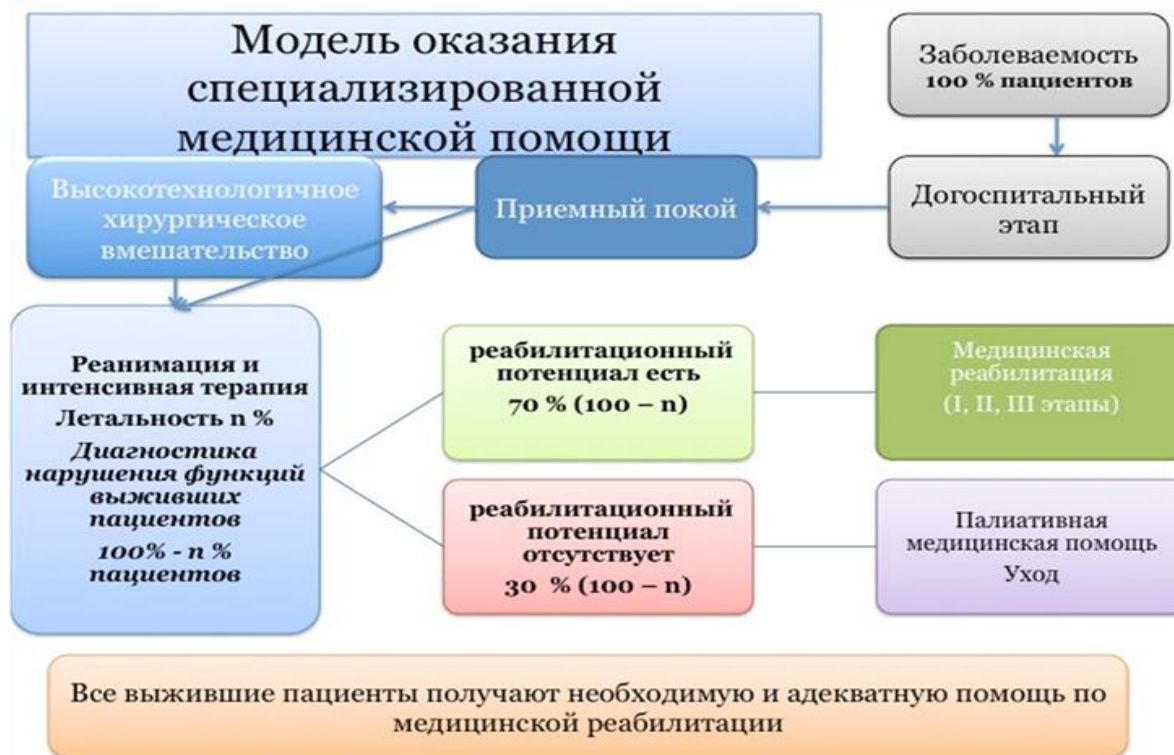 Модель оказания
специализированной
медицинской помощи
Заболеваемость
100 % пациентов
Догоспитальный
этап
Приемный покой
Высокотехнологичное
хирургическое
вмешательство
Реанимация и
интенсивная терапия
Летальность n %
Диагностика
нарушения функций
выживших
пациентов
100% - n %
пациентов
реабилитационный
потенциал есть
70 % (100 – n)
Медицинская
реабилитация
(I, II, III этапы)
реабилитационный
потенциал
отсутствует
30 % (100 – n)
Палиативная
медицинская помощь
Уход
Все выжившие пациенты получают необходимую и адекватную помощь по
медицинской реабилитации